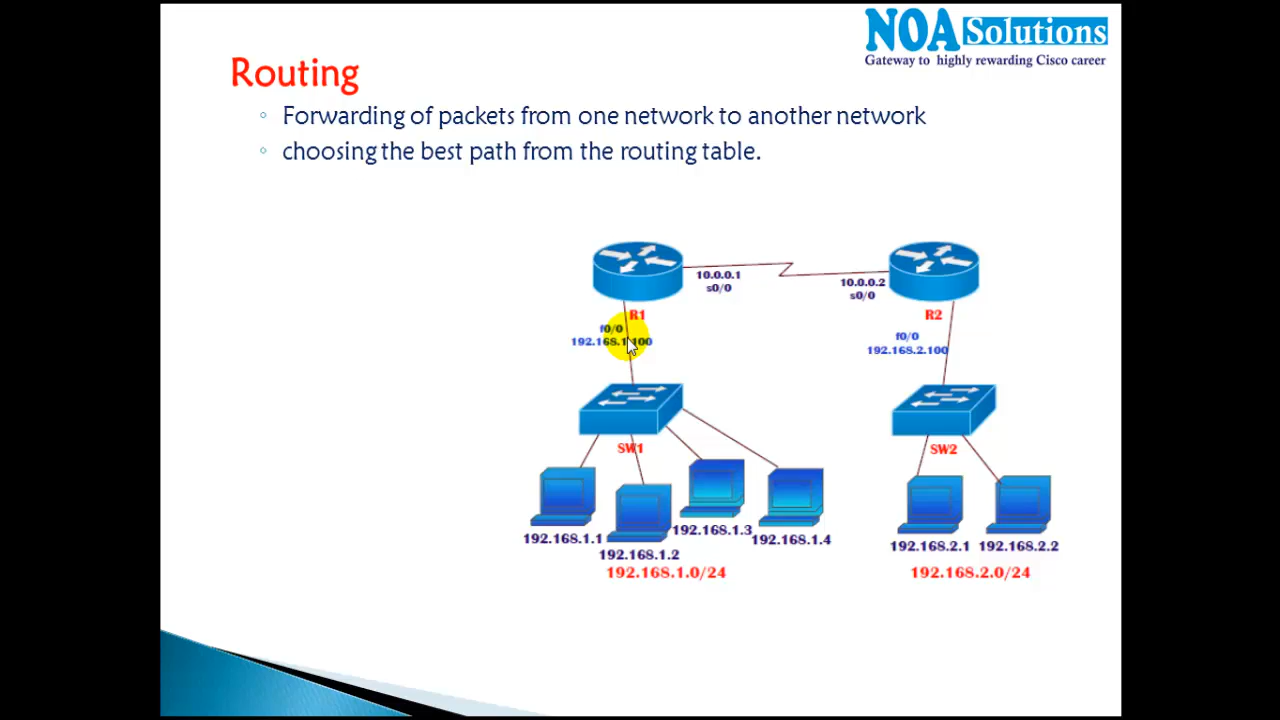 NOA Solutions
Gateway to highly rewarding Cisco career
Routing
Forwarding of packets from one network to another network
choosing the best path from the routing table.
10.0.0.1
s0/0
10.0.0.2
s0/0
R1
R2
f0/0
192.168.1.100
f0/0
192.168.2.100
SW1
SW2
192.168.1.1
192.168.1.2
192.168.1.3
192.168.1.4
192.168.2.1
192.168.2.2
192.168.1.0/24
192.168.2.0/24